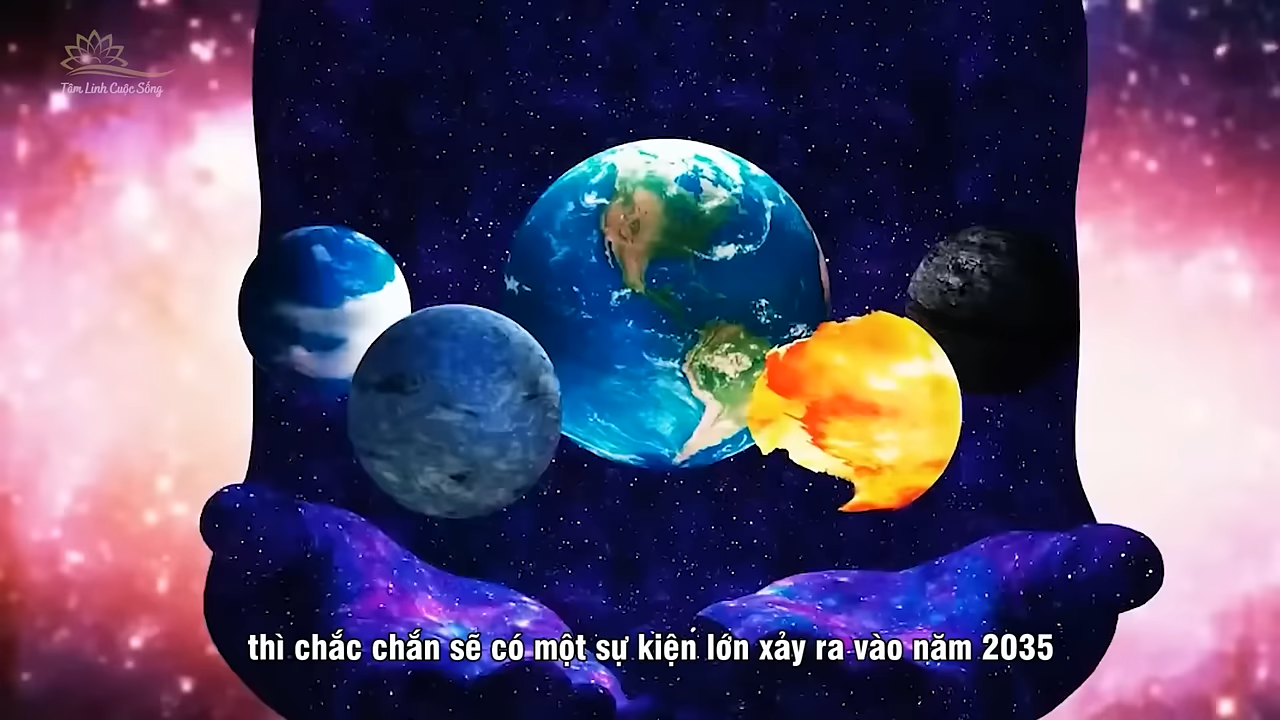 Tâm Linh Cuộc Sống
thì chắc chắn sẽ có một sự kiện lớn xảy ra vào năm 2035